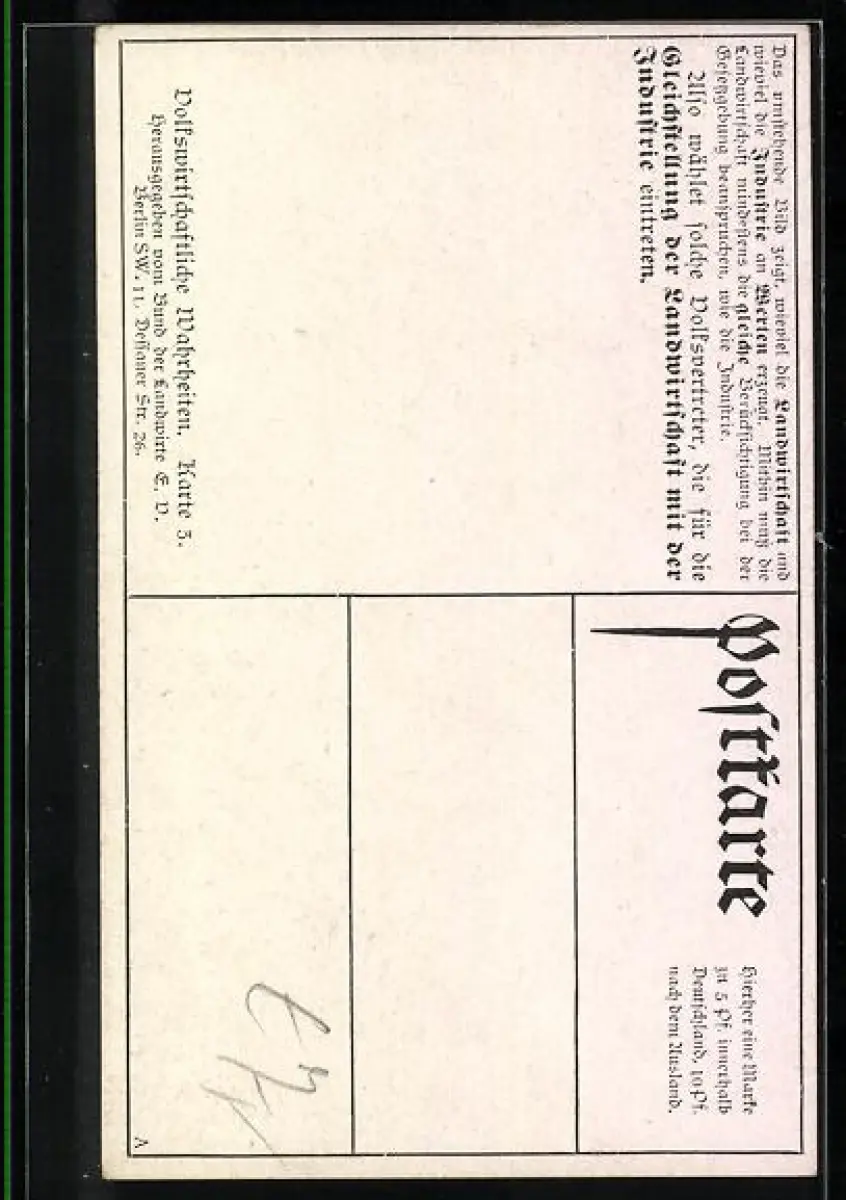 Das umstehende Bild zeigt, wieviel die Landwirtschaft und
wieviel die Industrie an Werten erzeugt. Mithin muß die
Landwirtschaft mindestens die gleiche Berücksichtigung bei der
Gesetzgebung beanspruchen, wie die Industrie.
Also wählet solche Volksvertreter, die für die
Gleichstellung der Landwirtschaft mit der
Industrie eintreten.
Volkswirtschaftliche Wahrheiten. Karte 3.
Herausgegeben vom Bund der Landwirte E. V.
Berlin SW. 11, Dessauer Str. 26.
Postkarte
Hierher eine Marke
zu 5 Pf. innerhalb
Deutschland, 10 Pf.
nach dem Ausland.
A